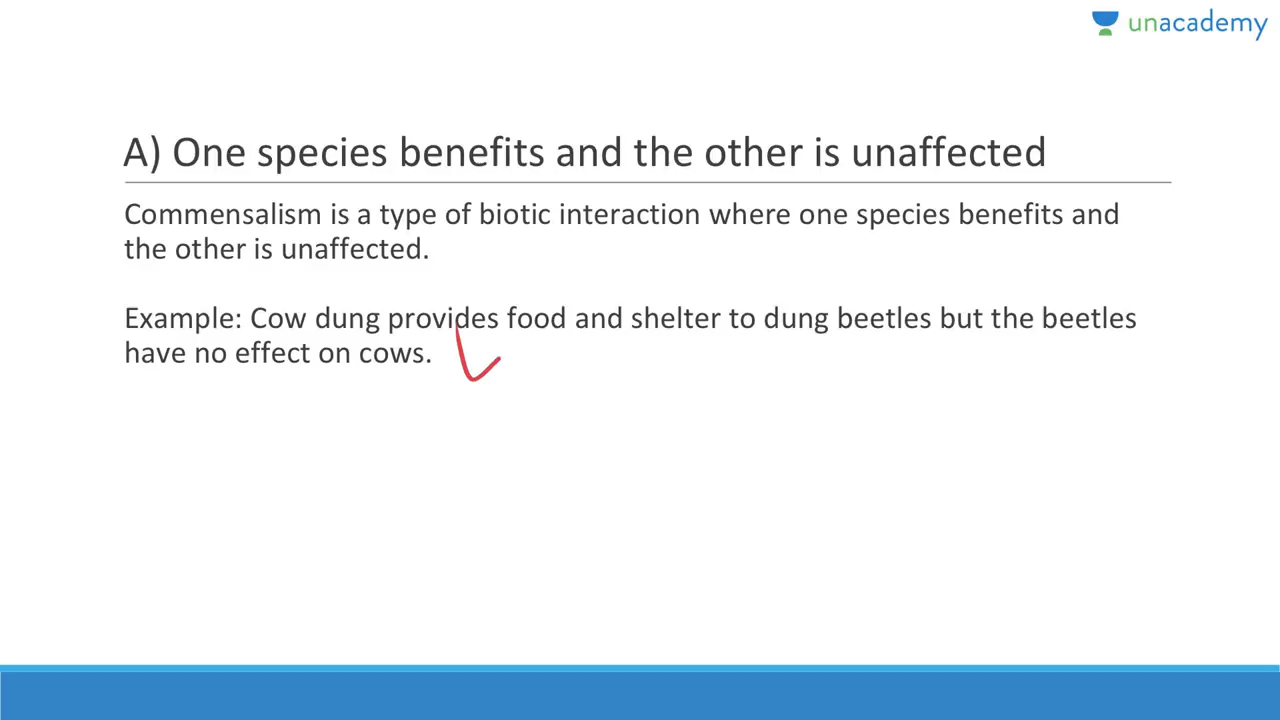 unacademy
A) One species benefits and the other is unaffected
Commensalism is a type of biotic interaction where one species benefits and
the other is unaffected.
Example: Cow dung provides food and shelter to dung beetles but the beetles
have no effect on cows.